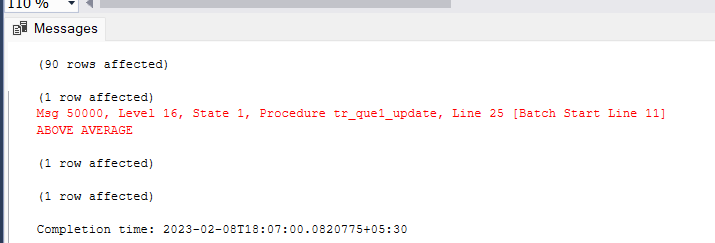 110 %
Messages
(90 rows affected)
(1 row affected)
Msg 50000, Level 16, State 1, Procedure tr_que1_update, Line 25 [Batch Start Line 11]
ABOVE AVERAGE
(1 row affected)
(1 row affected)
Completion time: 2023-02-08T18:07:00.0820775+05:30